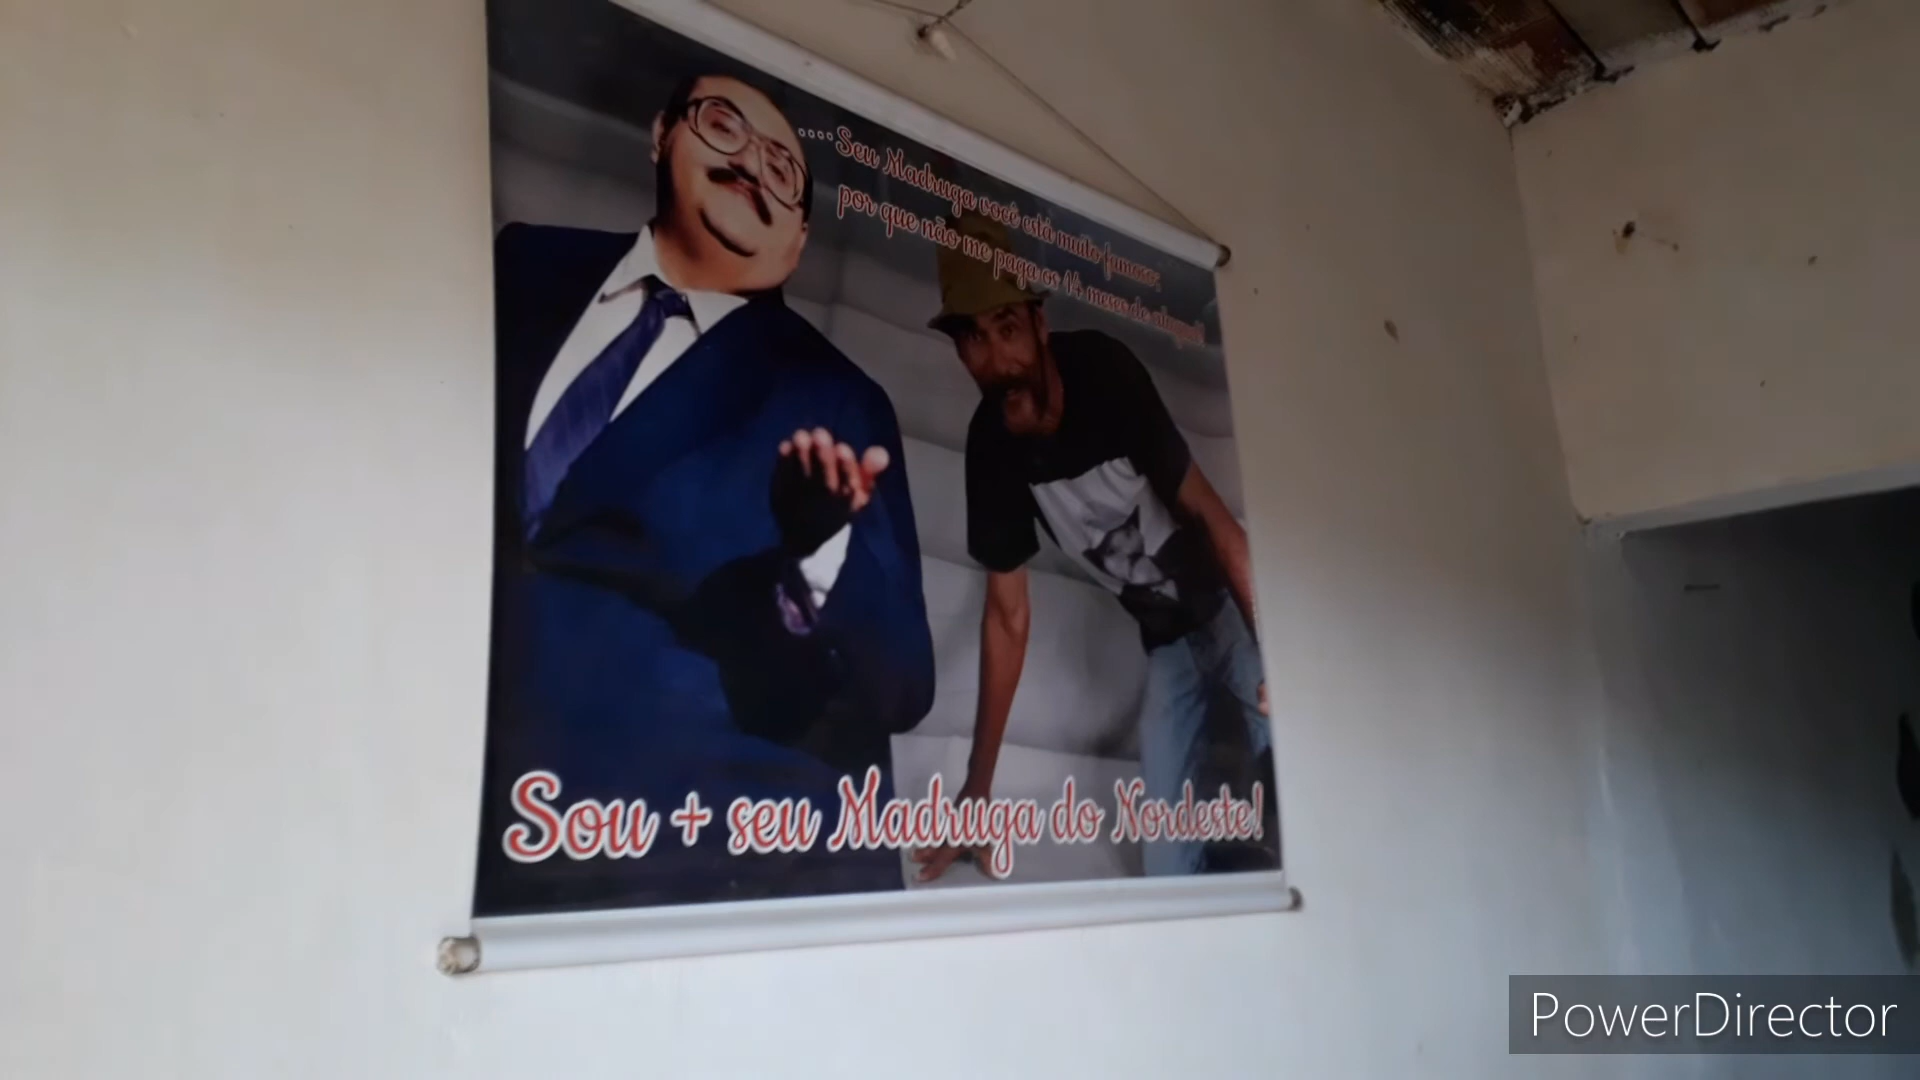 ....Seu Madruga você está muito famoso;
por que não me paga os 14 meses de aluguel
Sou + seu Madruga do Nordeste!
PowerDirector